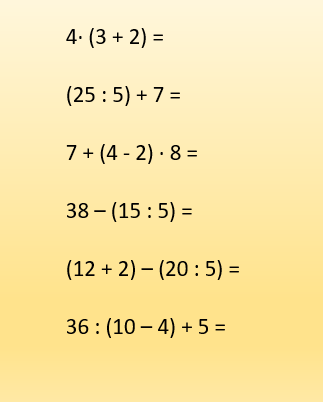 4· (3 + 2) =
(25 : 5) + 7 =
7 + (4 - 2) · 8 =
38 – (15 : 5) =
(12 + 2) – (20 : 5) =
36 : (10 – 4) + 5 =